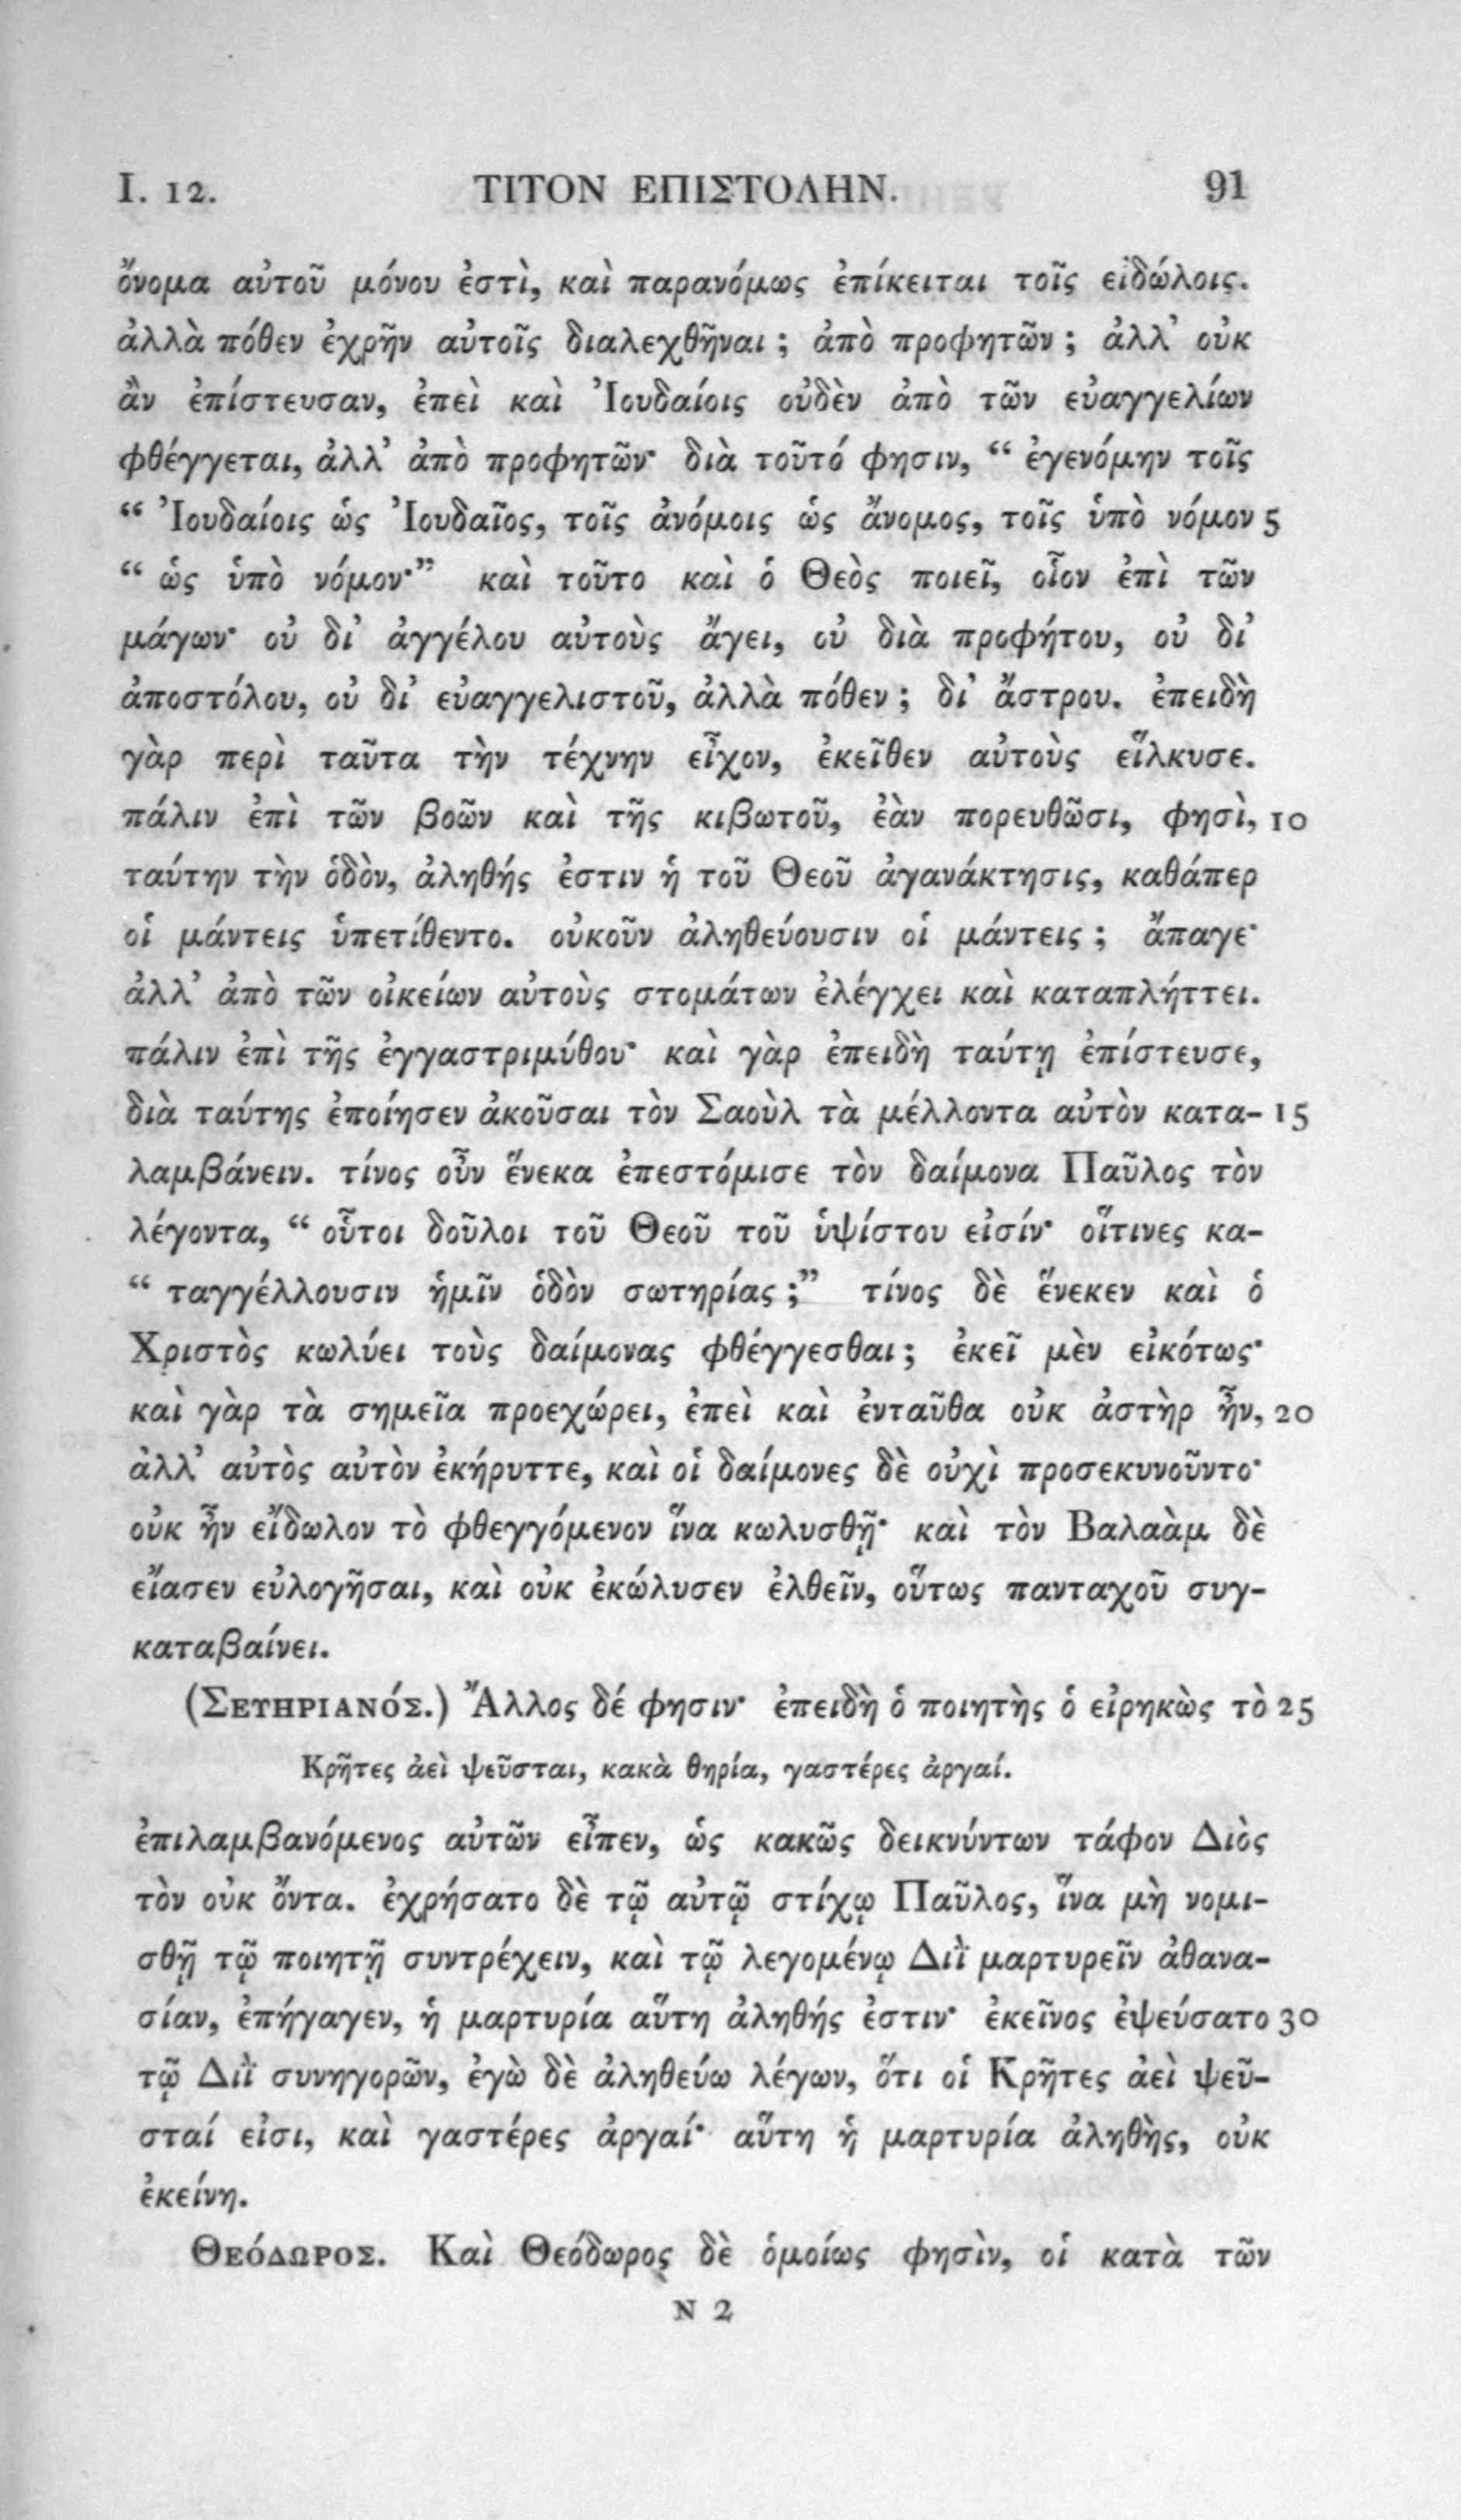 I. 12. ΤΙΤΟΝ ΕΠΙΣΤΟΛΗΝ. 91
ὄνομα αὐτοῦ μόνου ἐστὶ, καὶ παρανόμως ἐπίκειται τοῖς εἰδώλοις.
ἀλλὰ πόθεν ἐχρῆν αὐτοῖς διαλεχθῆναι ; ἀπὸ προφητῶν ; ἀλλ’ οὐκ
ἂν ἐπίστευσαν, ἐπεὶ καὶ Ἰουδαίοις οὐδὲν ἀπὸ τῶν εὐαγγελίων
φθέγγεται, ἀλλ’ ἀπὸ προφητῶν· διὰ τοῦτό φησιν, “ ἐγενόμην τοῖς
“ Ἰουδαίοις ὡς Ἰουδαῖος, τοῖς ἀνόμοις ὡς ἄνομος, τοῖς ὑπὸ νόμον 5
“ ὡς ὑπὸ νόμον·” καὶ τοῦτο καὶ ὁ Θεὸς ποιεῖ, οἷον ἐπὶ τῶν
μάγων· οὐ δι’ ἀγγέλου αὐτοὺς ἄγει, οὐ διὰ προφήτου, οὐ δι’
ἀποστόλου, οὐ δι’ εὐαγγελιστοῦ, ἀλλὰ πόθεν ; δι’ ἄστρου. ἐπειδὴ
γὰρ περὶ ταῦτα τὴν τέχνην εἶχον, ἐκεῖθεν αὐτοὺς εἵλκυσε.
πάλιν ἐπὶ τῶν βοῶν καὶ τῆς κιβωτοῦ, ἐὰν πορευθῶσι, φησὶ, 10
ταύτην τὴν ὁδὸν, ἀληθής ἐστιν ἡ τοῦ Θεοῦ ἀγανάκτησις, καθάπερ
οἱ μάντεις ὑπετίθεντο. οὐκοῦν ἀληθεύουσιν οἱ μάντεις ; ἄπαγε·
ἀλλ’ ἀπὸ τῶν οἰκείων αὐτοὺς στομάτων ἐλέγχει καὶ καταπλήττει.
πάλιν ἐπὶ τῆς ἐγγαστριμύθου· καὶ γὰρ ἐπειδὴ ταύτῃ ἐπίστευσε,
διὰ ταύτης ἐποίησεν ἀκοῦσαι τὸν Σαοὺλ τὰ μέλλοντα αὐτὸν κατα- 15
λαμβάνειν. τίνος οὖν ἕνεκα ἐπεστόμισε τὸν δαίμονα Παῦλος τὸν
λέγοντα, “ οὗτοι δοῦλοι τοῦ Θεοῦ τοῦ ὑψίστου εἰσίν· οἵτινες κα-
“ ταγγέλλουσιν ἡμῖν ὁδὸν σωτηρίας ;” τίνος δὲ ἕνεκεν καὶ ὁ
Χριστὸς κωλύει τοὺς δαίμονας φθέγγεσθαι ; ἐκεῖ μὲν εἰκότως·
καὶ γὰρ τὰ σημεῖα προεχώρει, ἐπεὶ καὶ ἐνταῦθα οὐκ ἀστὴρ ἦν, 20
ἀλλ’ αὐτὸς αὐτὸν ἐκήρυττε, καὶ οἱ δαίμονες δὲ οὐχὶ προσεκυνοῦντο·
οὐκ ἦν εἴδωλον τὸ φθεγγόμενον ἵνα κωλυσθῇ· καὶ τὸν Βαλαὰμ δὲ
εἴασεν εὐλογῆσαι, καὶ οὐκ ἐκώλυσεν ἐλθεῖν, οὕτως πανταχοῦ συγ-
καταβαίνει.
(ΣΕΥΗΡΙΑΝΌΣ.) Ἄλλος δέ φησιν· ἐπειδὴ ὁ ποιητὴς ὁ εἰρηκὼς τὸ 25
Κρῆτες ἀεὶ ψεῦσται, κακὰ θηρία, γαστέρες ἀργαί.
ἐπιλαμβανόμενος αὐτῶν εἶπεν, ὡς κακῶς δεικνύντων τάφον Διὸς
τὸν οὐκ ὄντα. ἐχρήσατο δὲ τῷ αὐτῷ στίχῳ Παῦλος, ἵνα μὴ νομι-
σθῇ τῷ ποιητῇ συντρέχειν, καὶ τῷ λεγομένῳ Διῒ μαρτυρεῖν ἀθανα-
σίαν, ἐπήγαγεν, ἡ μαρτυρία αὕτη ἀληθής ἐστιν· ἐκεῖνος ἐψεύσατο 30
τῷ Διῒ συνηγορῶν, ἐγὼ δὲ ἀληθεύω λέγων, ὅτι οἱ Κρῆτες ἀεὶ ψεῦ-
σταί εἰσι, καὶ γαστέρες ἀργαί· αὕτη ἡ μαρτυρία ἀληθὴς, οὐκ
ἐκείνη.
ΘΕΌΔΩΡΟΣ. Καὶ Θεόδωρος δὲ ὁμοίως φησὶν, οἱ κατὰ τῶν
N 2